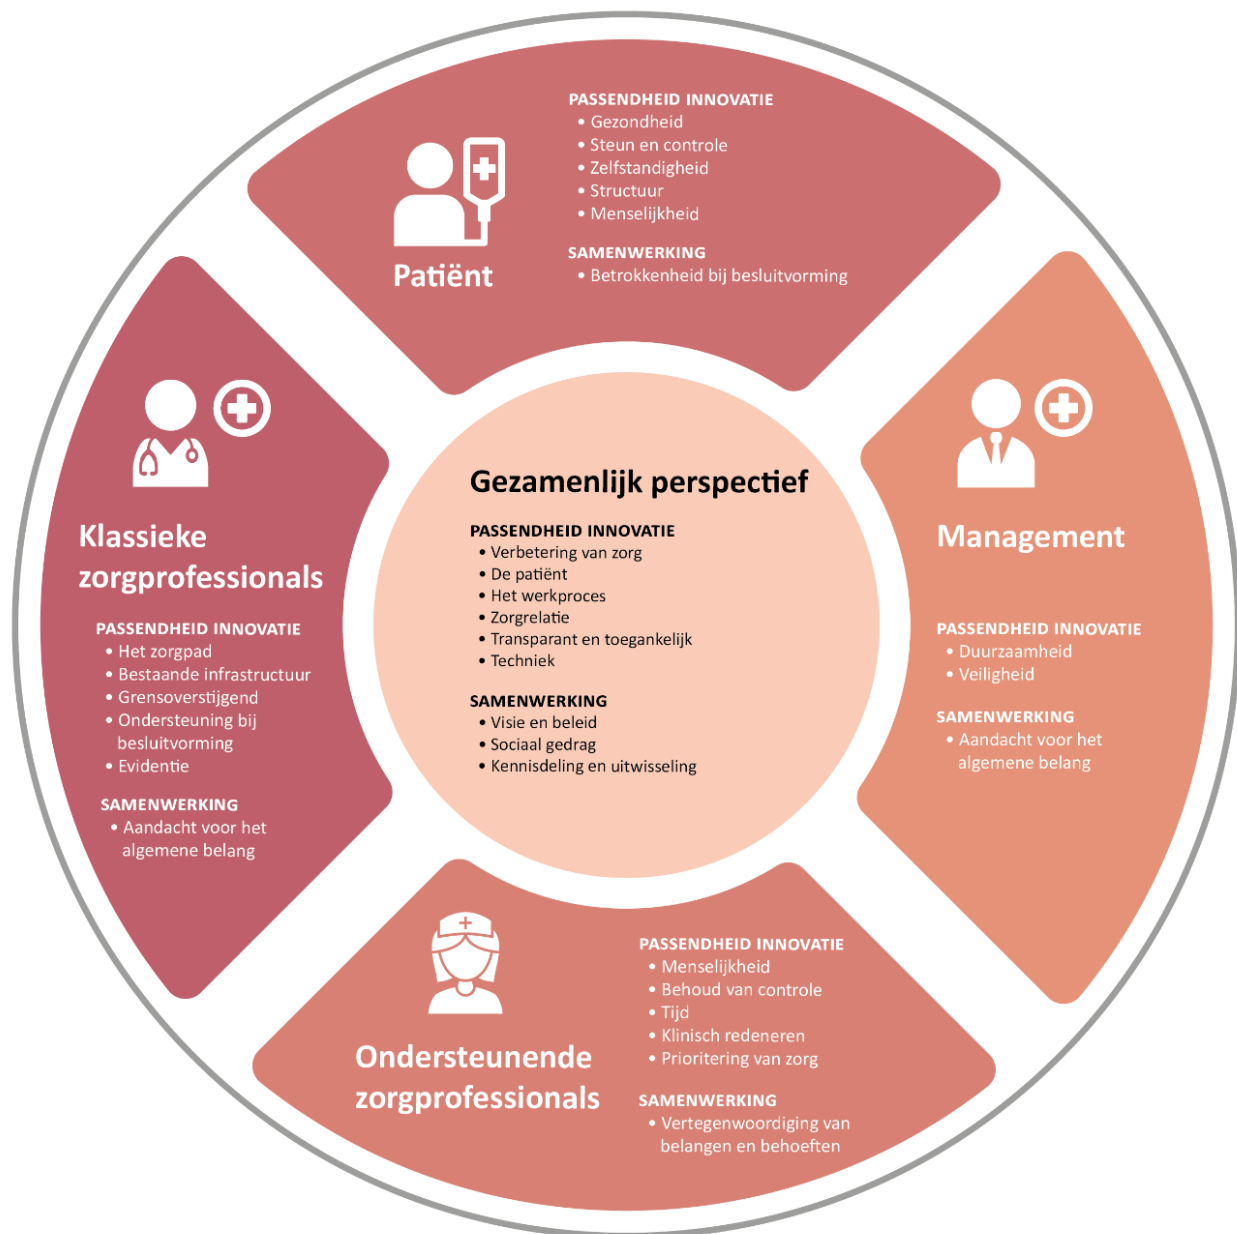 PASSENDHEID INNOVATIE
• Gezondheid
• Steun en controle
• Zelfstandigheid
• Structuur
• Menselijkheid
SAMENWERKING
• Betrokkenheid bij besluitvorming
Patiënt
Klassieke
zorgprofessionals
PASSENDHEID INNOVATIE
• Het zorgpad
• Bestaande infrastructuur
• Grensoverstijgend
• Ondersteuning bij
besluitvorming
• Evidentie
SAMENWERKING
• Aandacht voor het
algemene belang
Gezamenlijk perspectief
PASSENDHEID INNOVATIE
• Verbetering van zorg
• De patiënt
• Het werkproces
• Zorgrelatie
• Transparant en toegankelijk
• Techniek
SAMENWERKING
• Visie en beleid
• Sociaal gedrag
• Kennisdeling en uitwisseling
Management
PASSENDHEID INNOVATIE
• Duurzaamheid
• Veiligheid
SAMENWERKING
• Aandacht voor het
algemene belang
Ondersteunende
zorgprofessionals
PASSENDHEID INNOVATIE
• Menselijkheid
• Behoud van controle
• Tijd
• Klinisch redeneren
• Prioritering van zorg
SAMENWERKING
• Vertegenwoordiging van
belangen en behoeften